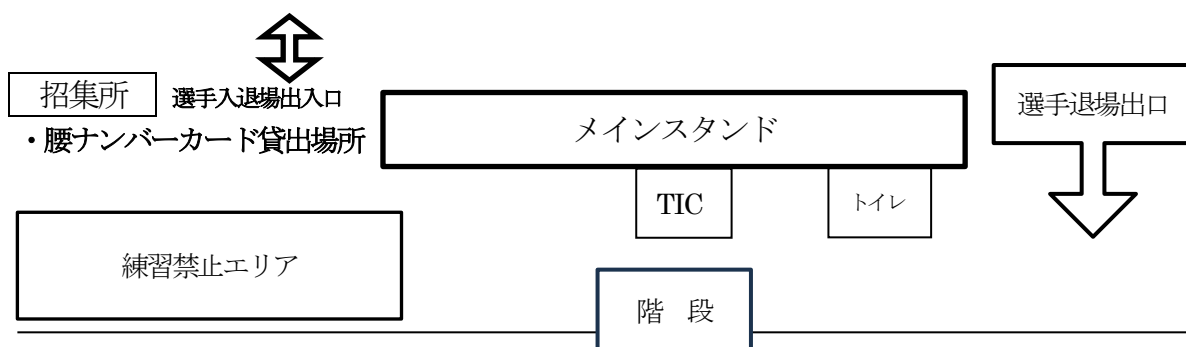 招集所
選手入退場出入口
・腰ナンバーカード貸出場所
メインスタンド
選手退場出口
TIC
トイレ
練習禁止エリア
階 段